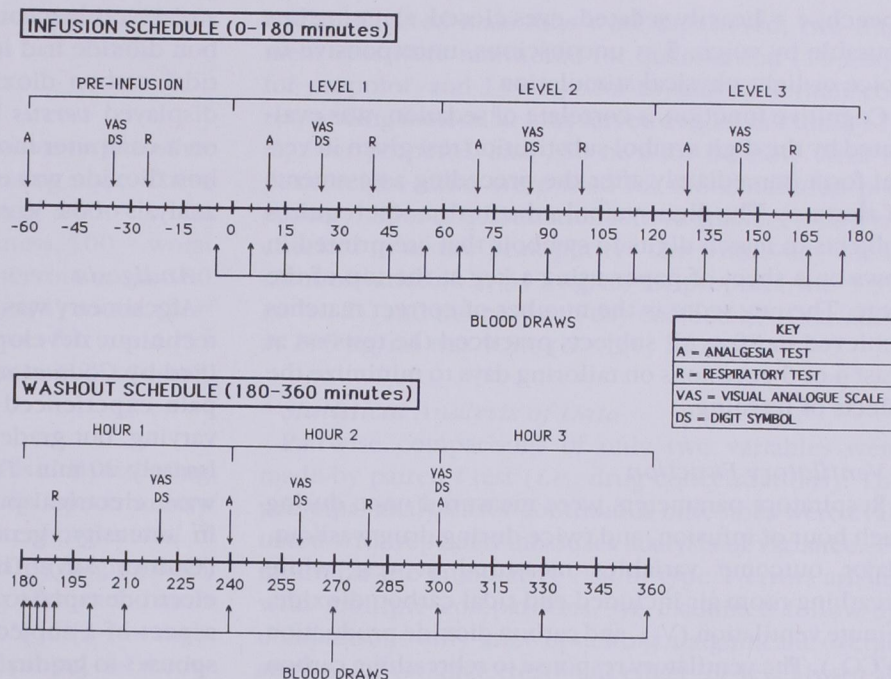 INFUSION SCHEDULE (0-180 minutes)
PRE-INFUSION LEVEL 1 LEVEL 2 LEVEL 3
A VAS DS R A VAS DS R A VAS DS R A VAS DS R
-60 -45 -30 -15 0 15 30 45 60 75 90 105 120 135 150 165 180
BLOOD DRAWS
KEY
A = ANALGESIA TEST
R = RESPIRATORY TEST
VAS = VISUAL ANALOGUE SCALE
DS = DIGIT SYMBOL
WASHOUT SCHEDULE (180-360 minutes)
HOUR 1 HOUR 2 HOUR 3
R VAS DS A VAS DS R VAS DS
180 195 210 225 240 255 270 285 300 315 330 345 360
BLOOD DRAWS